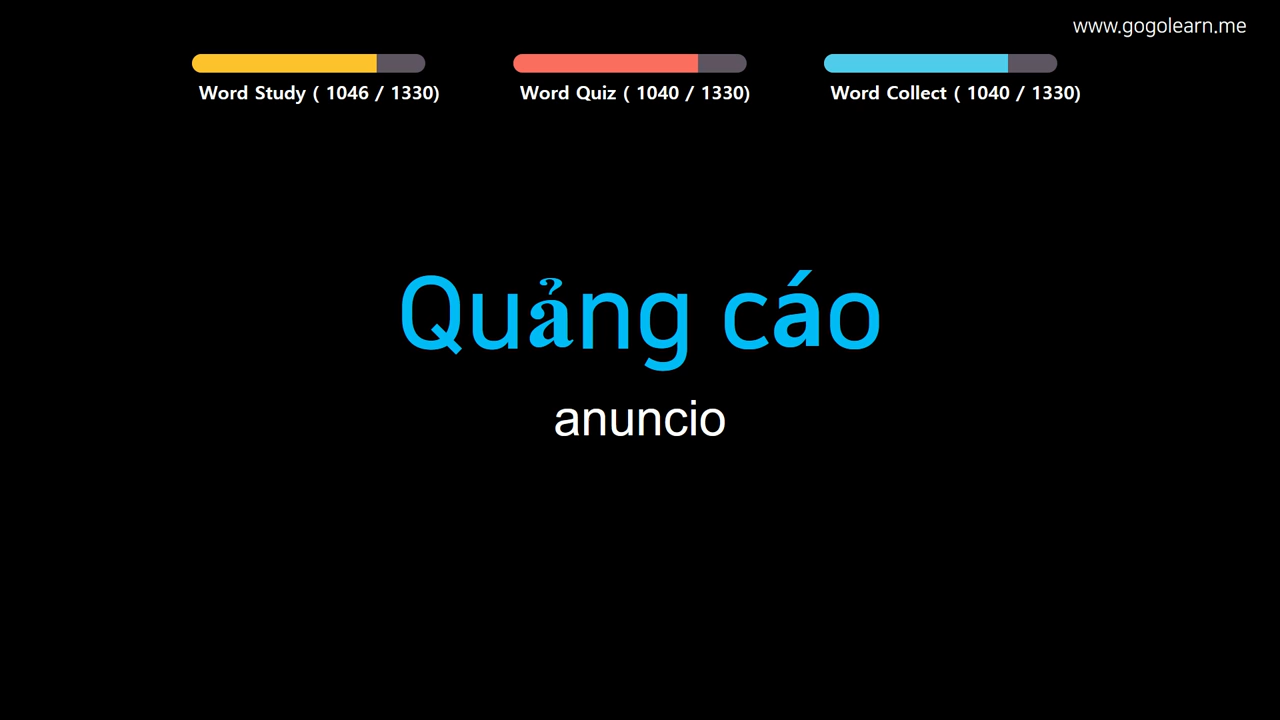 www.gogolearn.me
Word Study ( 1046 / 1330)
Word Quiz ( 1040 / 1330)
Word Collect ( 1040 / 1330)
Quảng cáo
anuncio